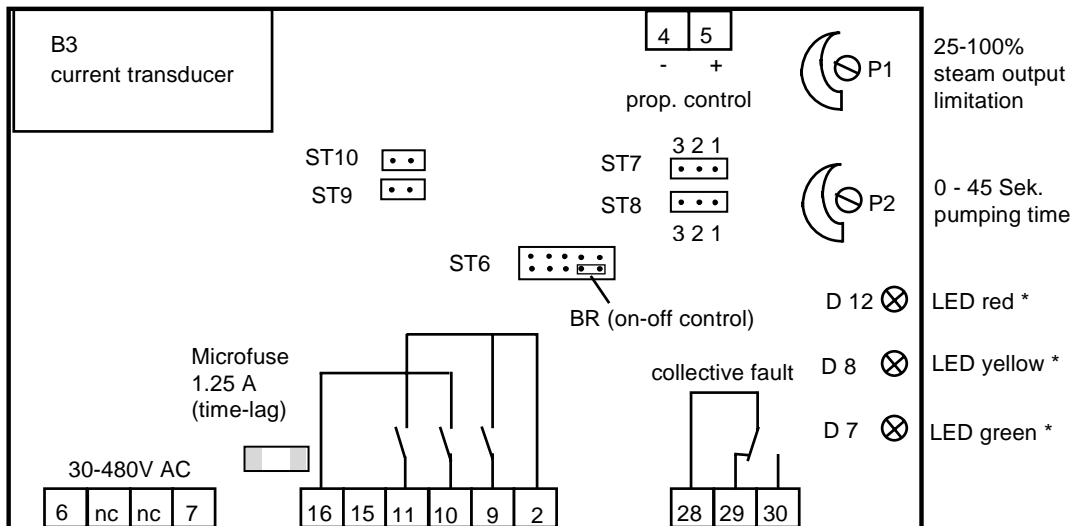 B3
current transducer
4 5
- +
prop. control
P1
25-100%
steam output
limitation
ST10
ST9
3 2 1
ST7
ST8
3 2 1
P2
0 - 45 Sek.
pumping time
ST6
BR (on-off control)
D 12
LED red *
Microfuse
1.25 A
(time-lag)
collective fault
D 8
LED yellow *
D 7
LED green *
30-480V AC
6 nc nc 7
16 15 11 10 9 2
28 29 30